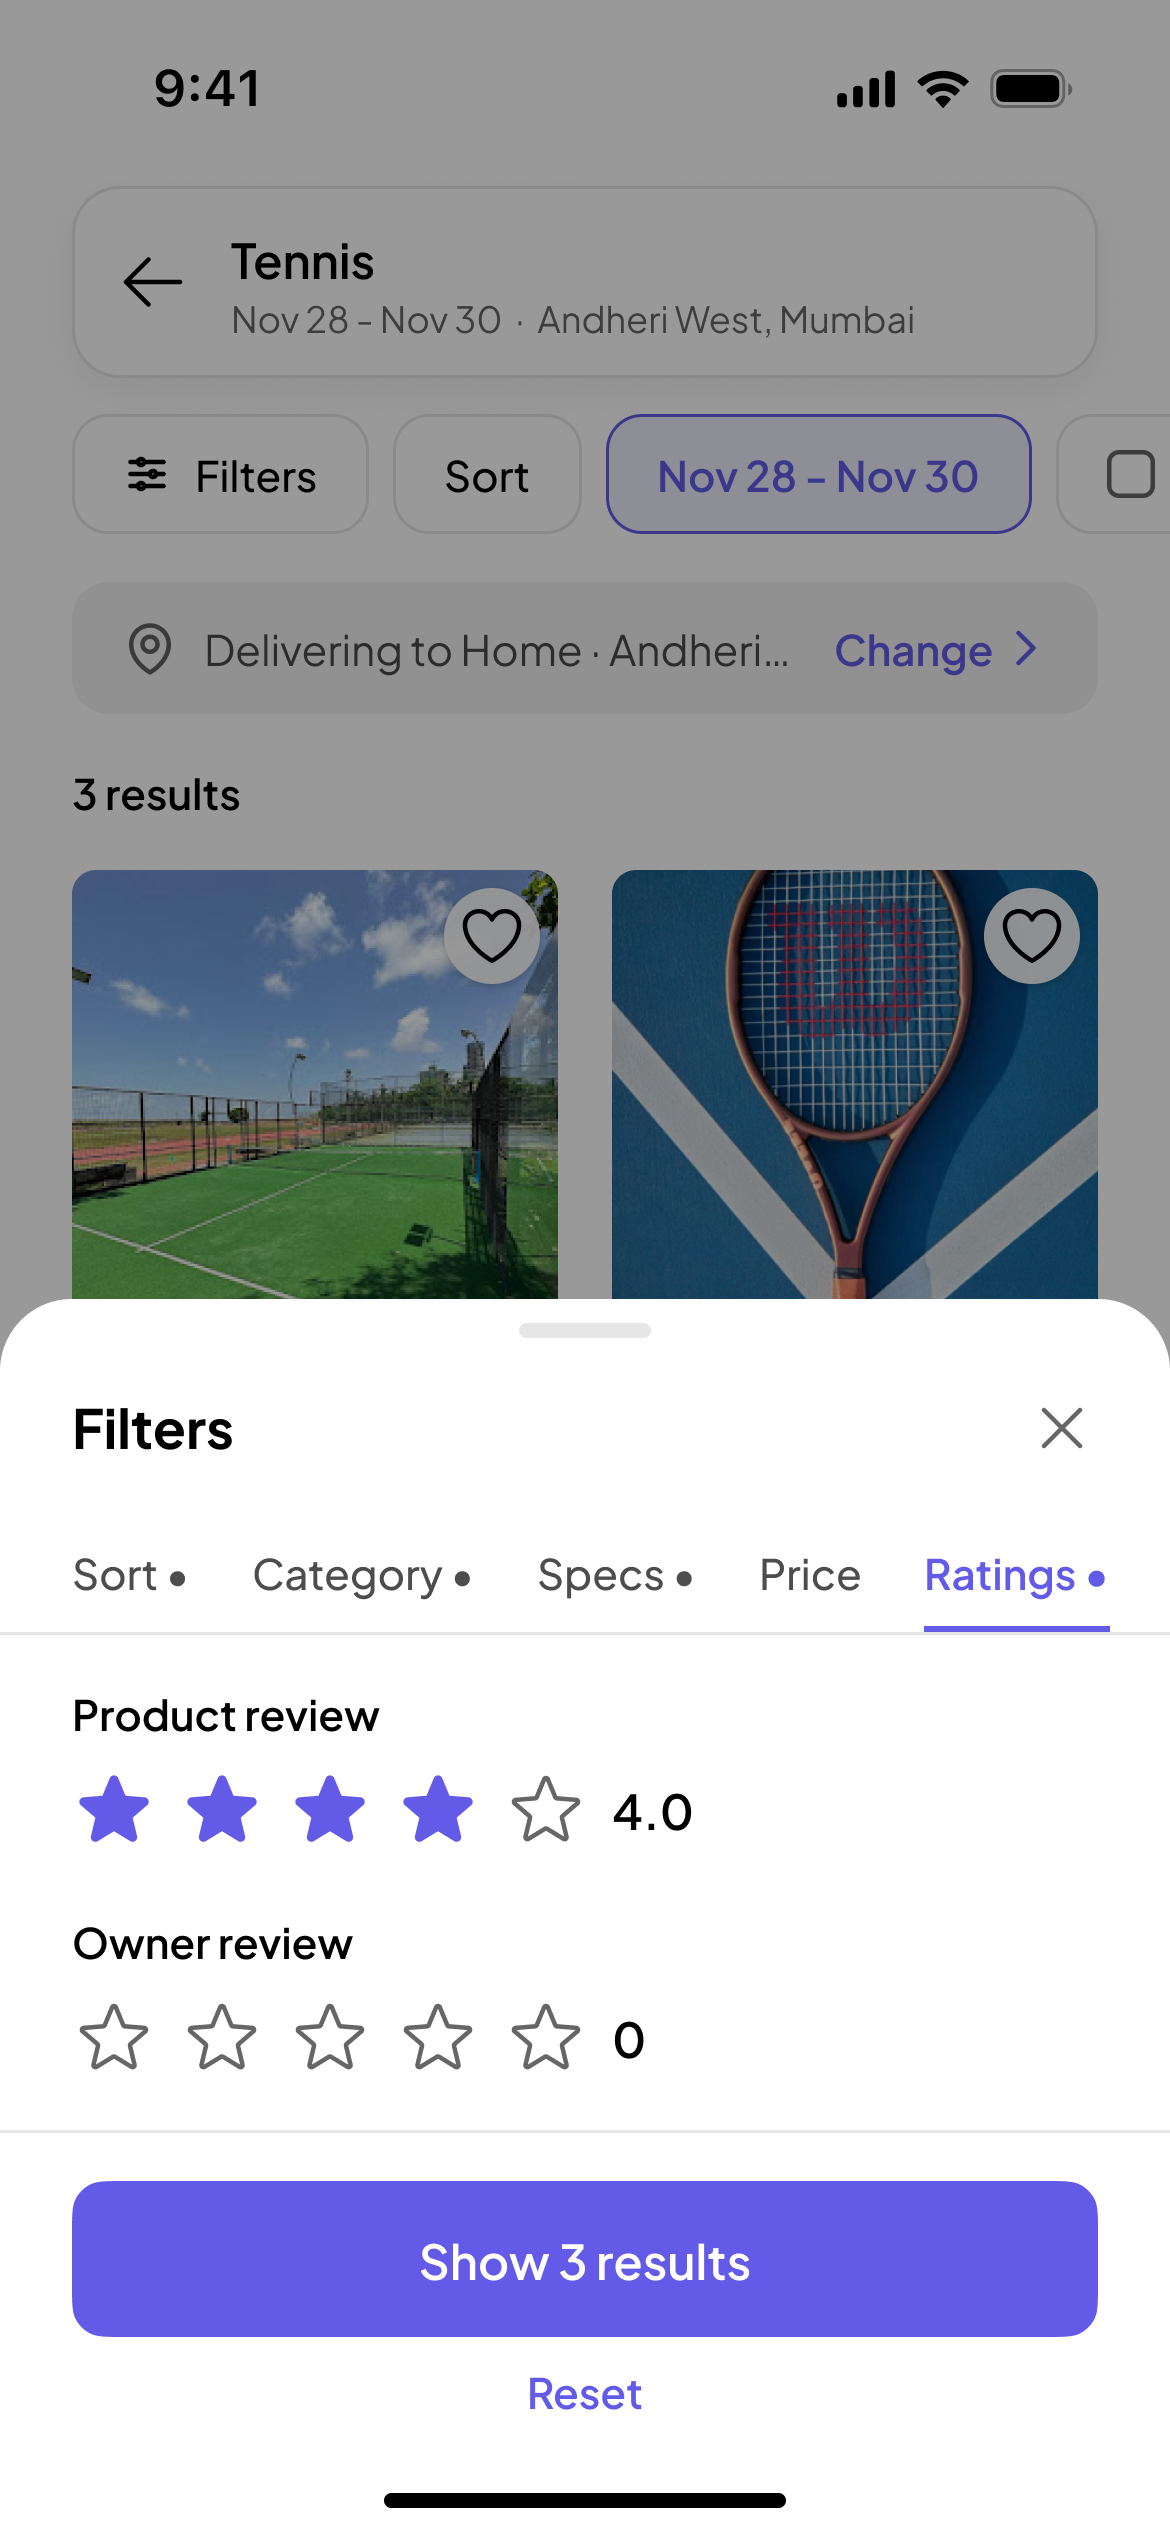 9:41
Tennis
Nov 28 - Nov 30 · Andheri West, Mumbai
Filters
Sort
Nov 28 – Nov 30
Delivering to Home · Andheri...
Change
3 results
Filters
Sort • Category • Specs • Price Ratings •
Product review
4.0
Owner review
0
Show 3 results
Reset